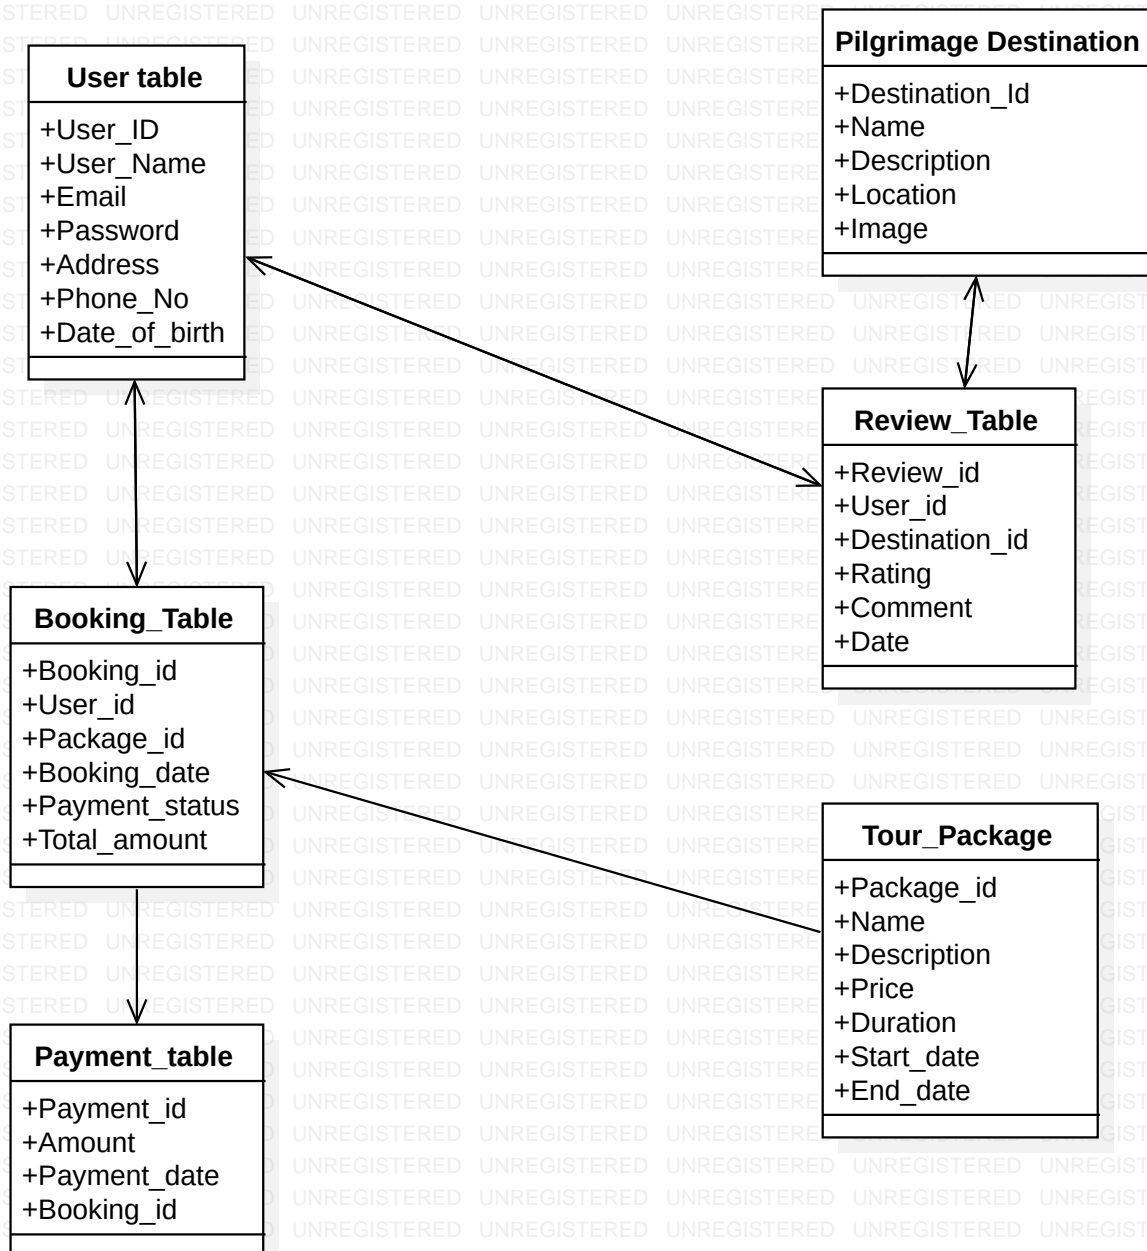 User table
+User_ID
+User_Name
+Email
+Password
+Address
+Phone_No
+Date_of_birth
Pilgrimage Destination
+Destination_Id
+Name
+Description
+Location
+Image
Review_Table
+Review_id
+User_id
+Destination_id
+Rating
+Comment
+Date
Booking_Table
+Booking_id
+User_id
+Package_id
+Booking_date
+Payment_status
+Total_amount
Tour_Package
+Package_id
+Name
+Description
+Price
+Duration
+Start_date
+End_date
Payment_table
+Payment_id
+Amount
+Payment_date
+Booking_id
UNREGISTERED